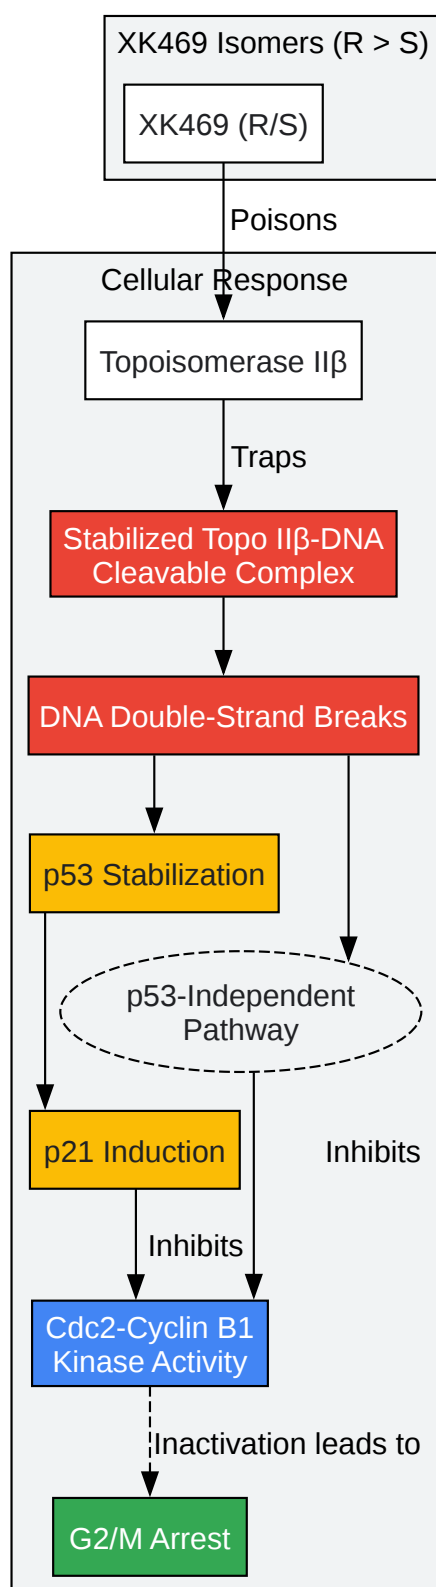 XK469 Isomers (R > S)
XK469 (R/S)
Poisons
Cellular Response
Topoisomerase IIβ
Traps
Stabilized Topo IIβ-DNA
Cleavable Complex
DNA Double-Strand Breaks
p53 Stabilization
p53-Independent
Pathway
p21 Induction
Inhibits
Inhibits
Cdc2-Cyclin B1
Kinase Activity
Inactivation leads to
G2/M Arrest